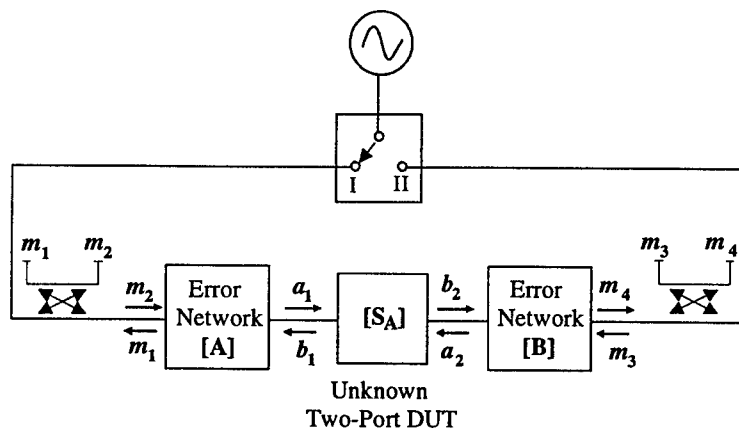 I II
m1 m2
m3 m4
m2
Error
Network
[A]
m1
a1
b1
[SA]
b2
a2
Error
Network
[B]
m4
m3
Unknown
Two-Port DUT